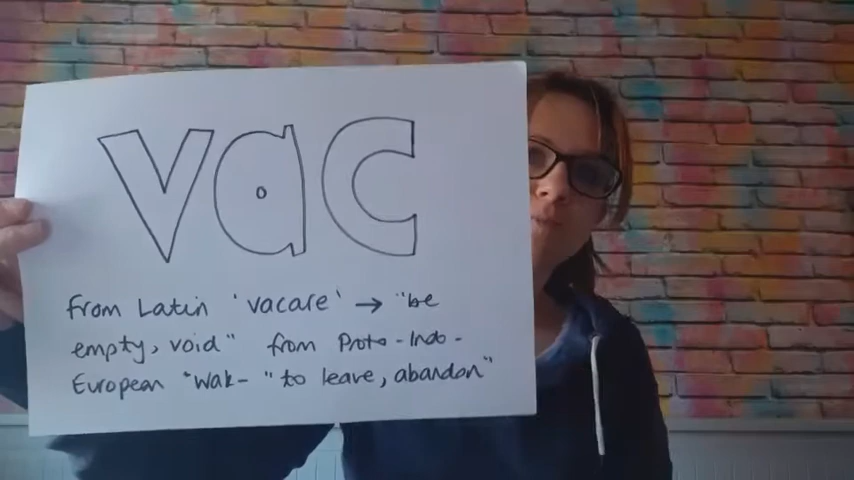 vac
From Latin 'vacare' → "be
empty, void" from Proto-Indo-
European *wak- "to leave, abandon"